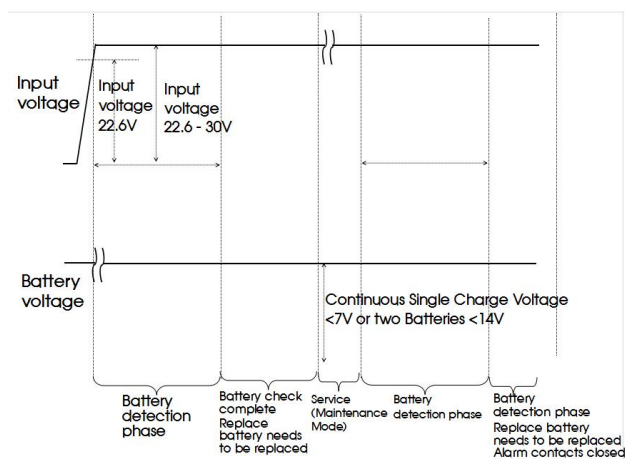 Input
voltage
Input
voltage
22.6V
Input
voltage
22.6 - 30V
Battery
voltage
Continuous Single Charge Voltage
<7V or two Batteries <14V
Battery
detection
phase
Battery check
complete
Replace
battery needs
to be replaced
Service
(Maintenance
Mode)
Battery
detection phase
Battery
detection phase
Replace battery
needs to be replaced
Alarm contacts closed